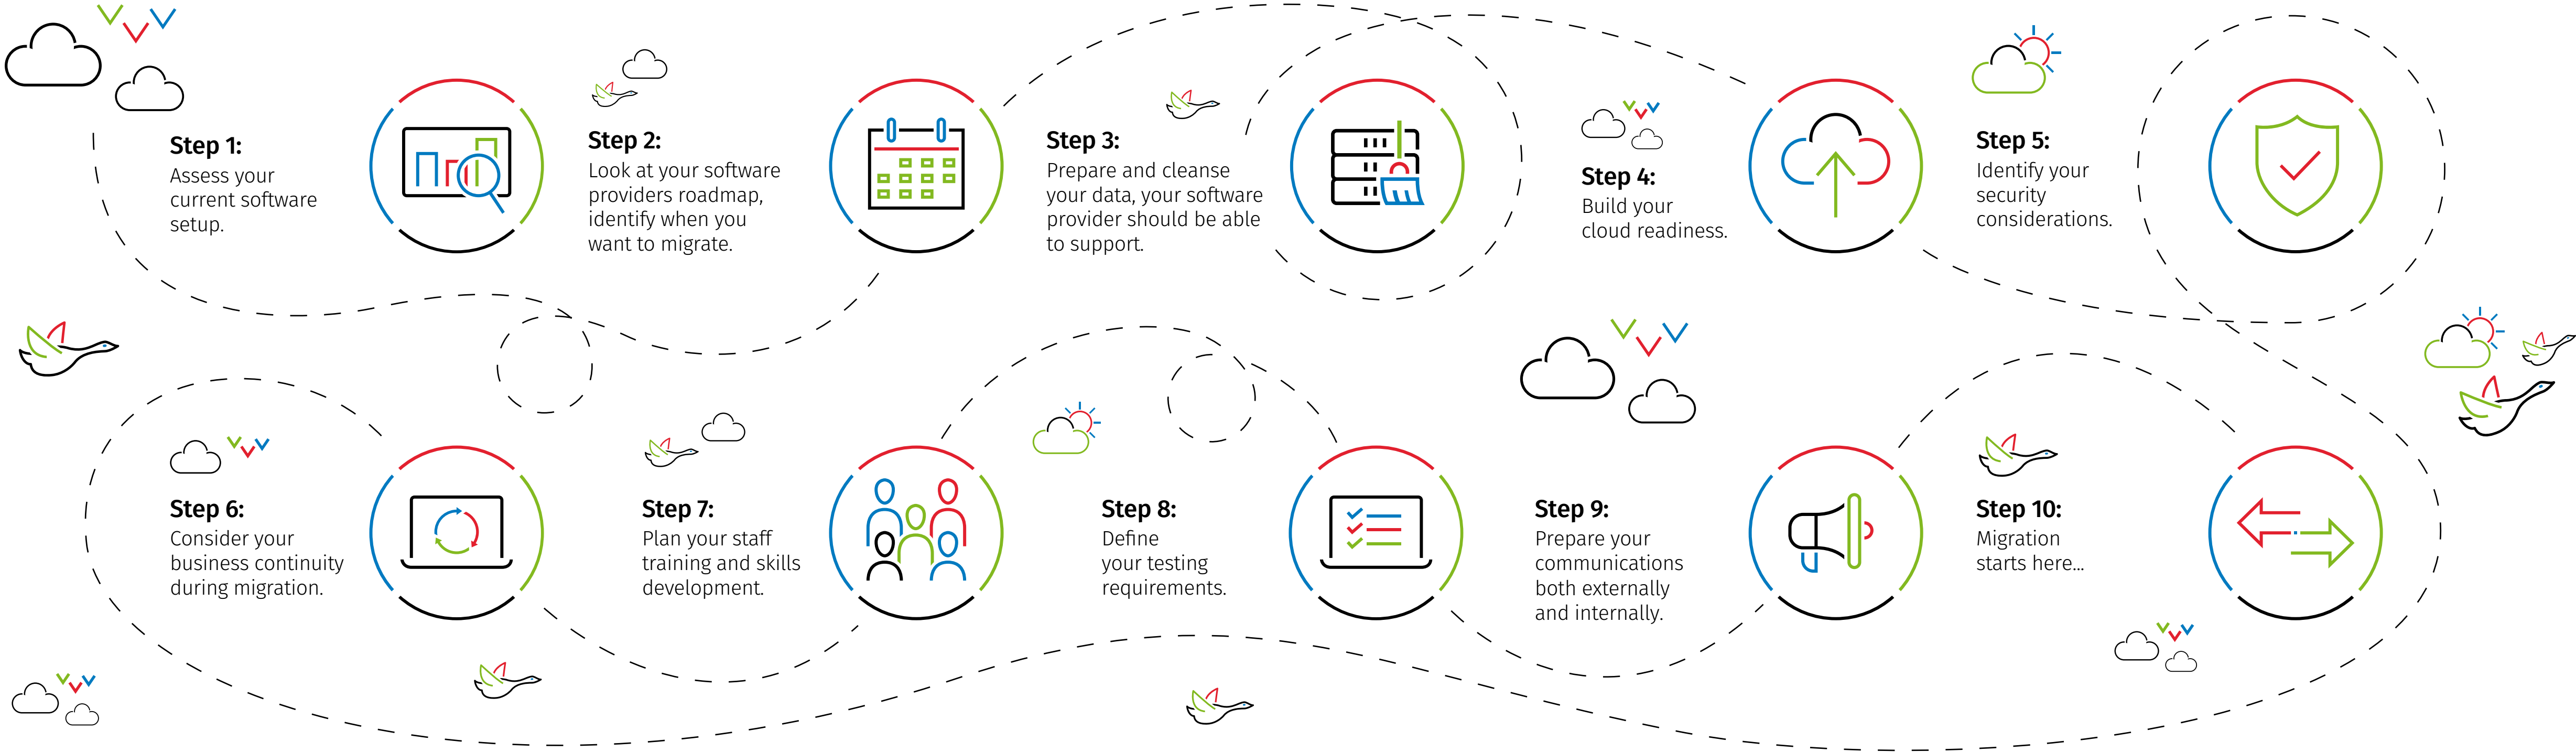 Step 1:
Assess your
current software
setup.
Step 2:
Look at your software
providers roadmap,
identify when you
want to migrate.
Step 3:
Prepare and cleanse
your data, your software
provider should be able
to support.
Step 4:
Build your
cloud readiness.
Step 5:
Identify your
security
considerations.
Step 6:
Consider your
business continuity
during migration.
Step 7:
Plan your staff
training and skills
development.
Step 8:
Define
your testing
requirements.
Step 9:
Prepare your
communications
both externally
and internally.
Step 10:
Migration
starts here...